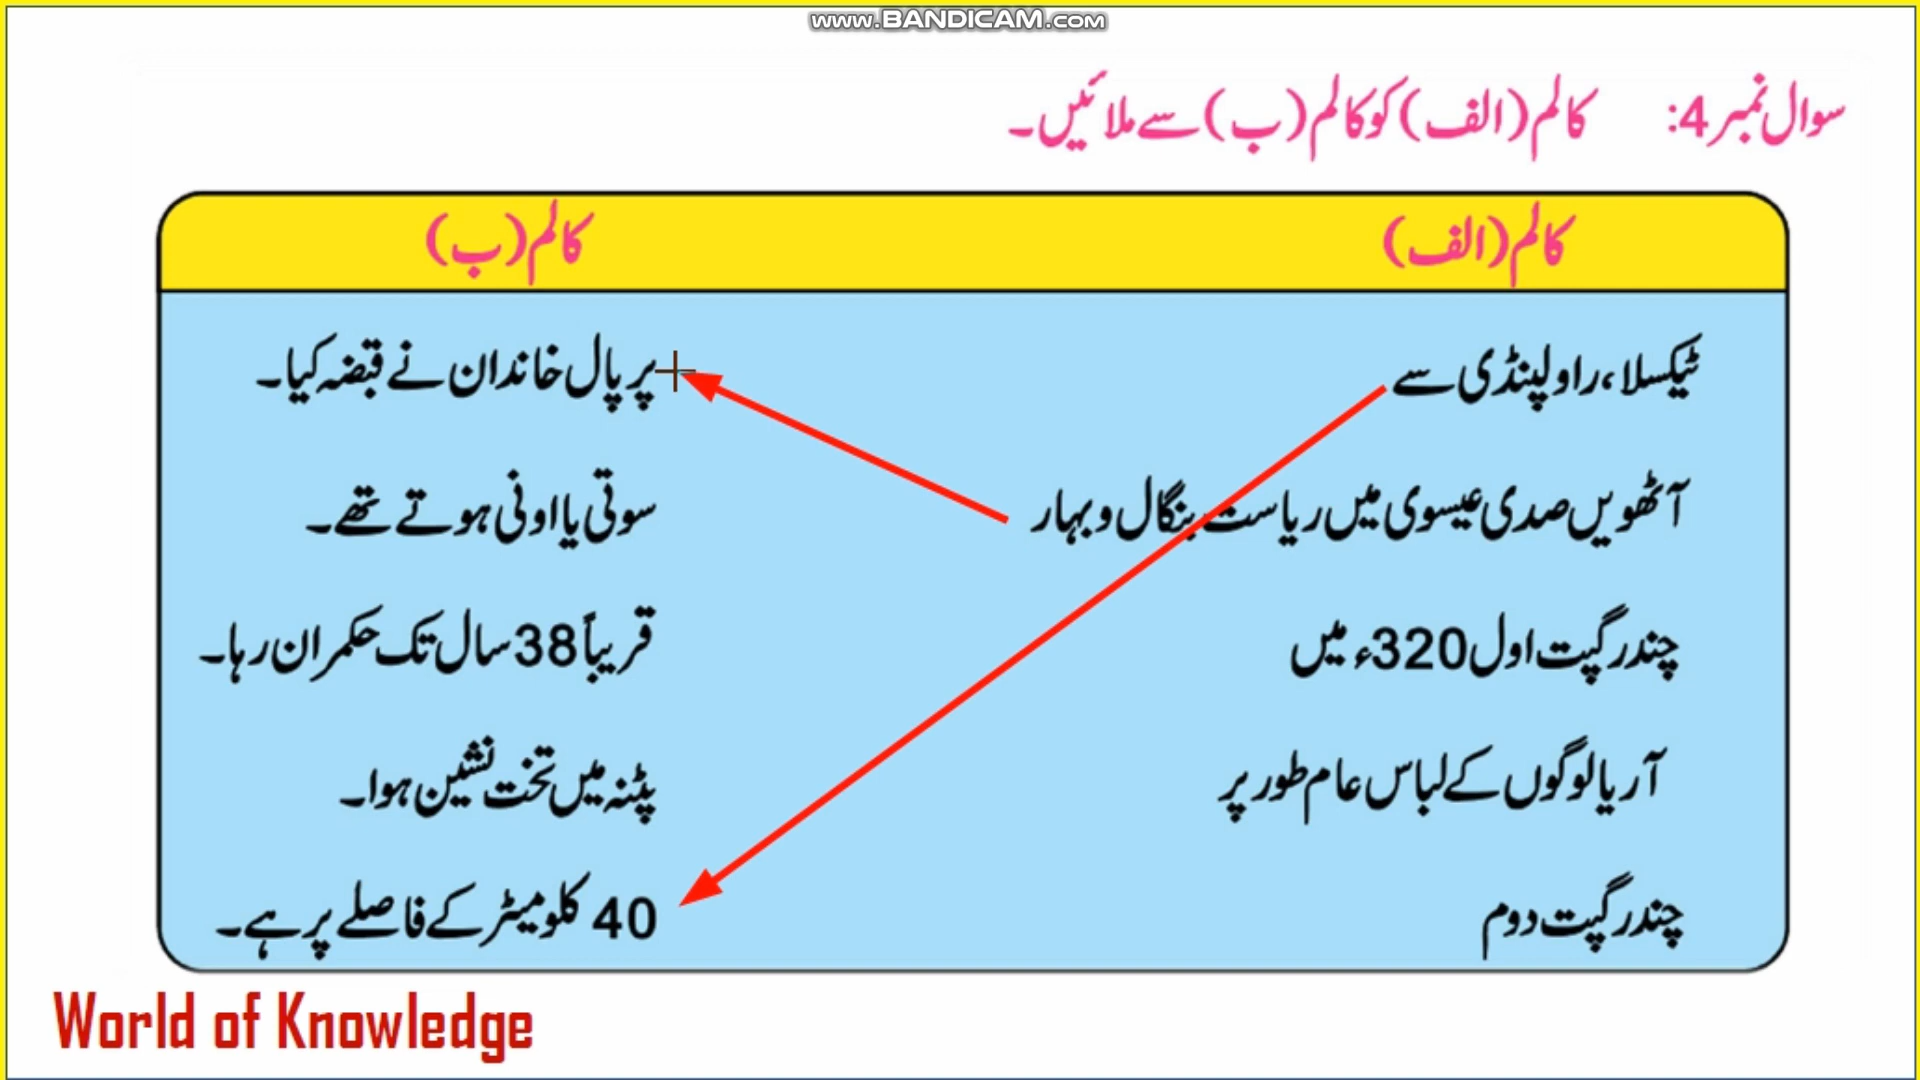 www.BANDICAM.com
سوال نمبر 4: کالم (الف) کو کالم (ب) سے ملائیں۔
کالم (الف) کالم (ب)
ٹیکسلا، راولپنڈی سے پر پال خاندان نے قبضہ کیا۔
آٹھویں صدی عیسوی میں ریاست بنگال و بہار سوتی یا اونی ہوتے تھے۔
چندر گپت اول 320ء میں قریباً 38 سال تک حکمران رہا۔
آریا لوگوں کے لباس عام طور پر پٹنہ میں تخت نشین ہوا۔
چندر گپت دوم 40 کلومیٹر کے فاصلے پر ہے۔
World of Knowledge